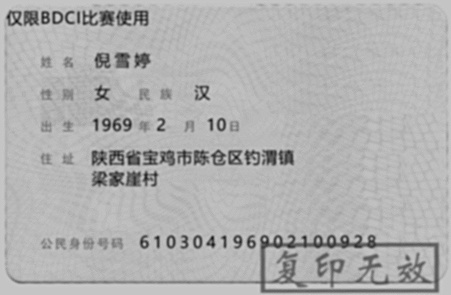 仅限BDCI比赛使用
姓名 倪雪婷
性别 女 民族 汉
出生 1969 年 2 月 10 日
住址 陕西省宝鸡市陈仓区钓渭镇
梁家崖村
公民身份号码 610304196902100928
复印无效